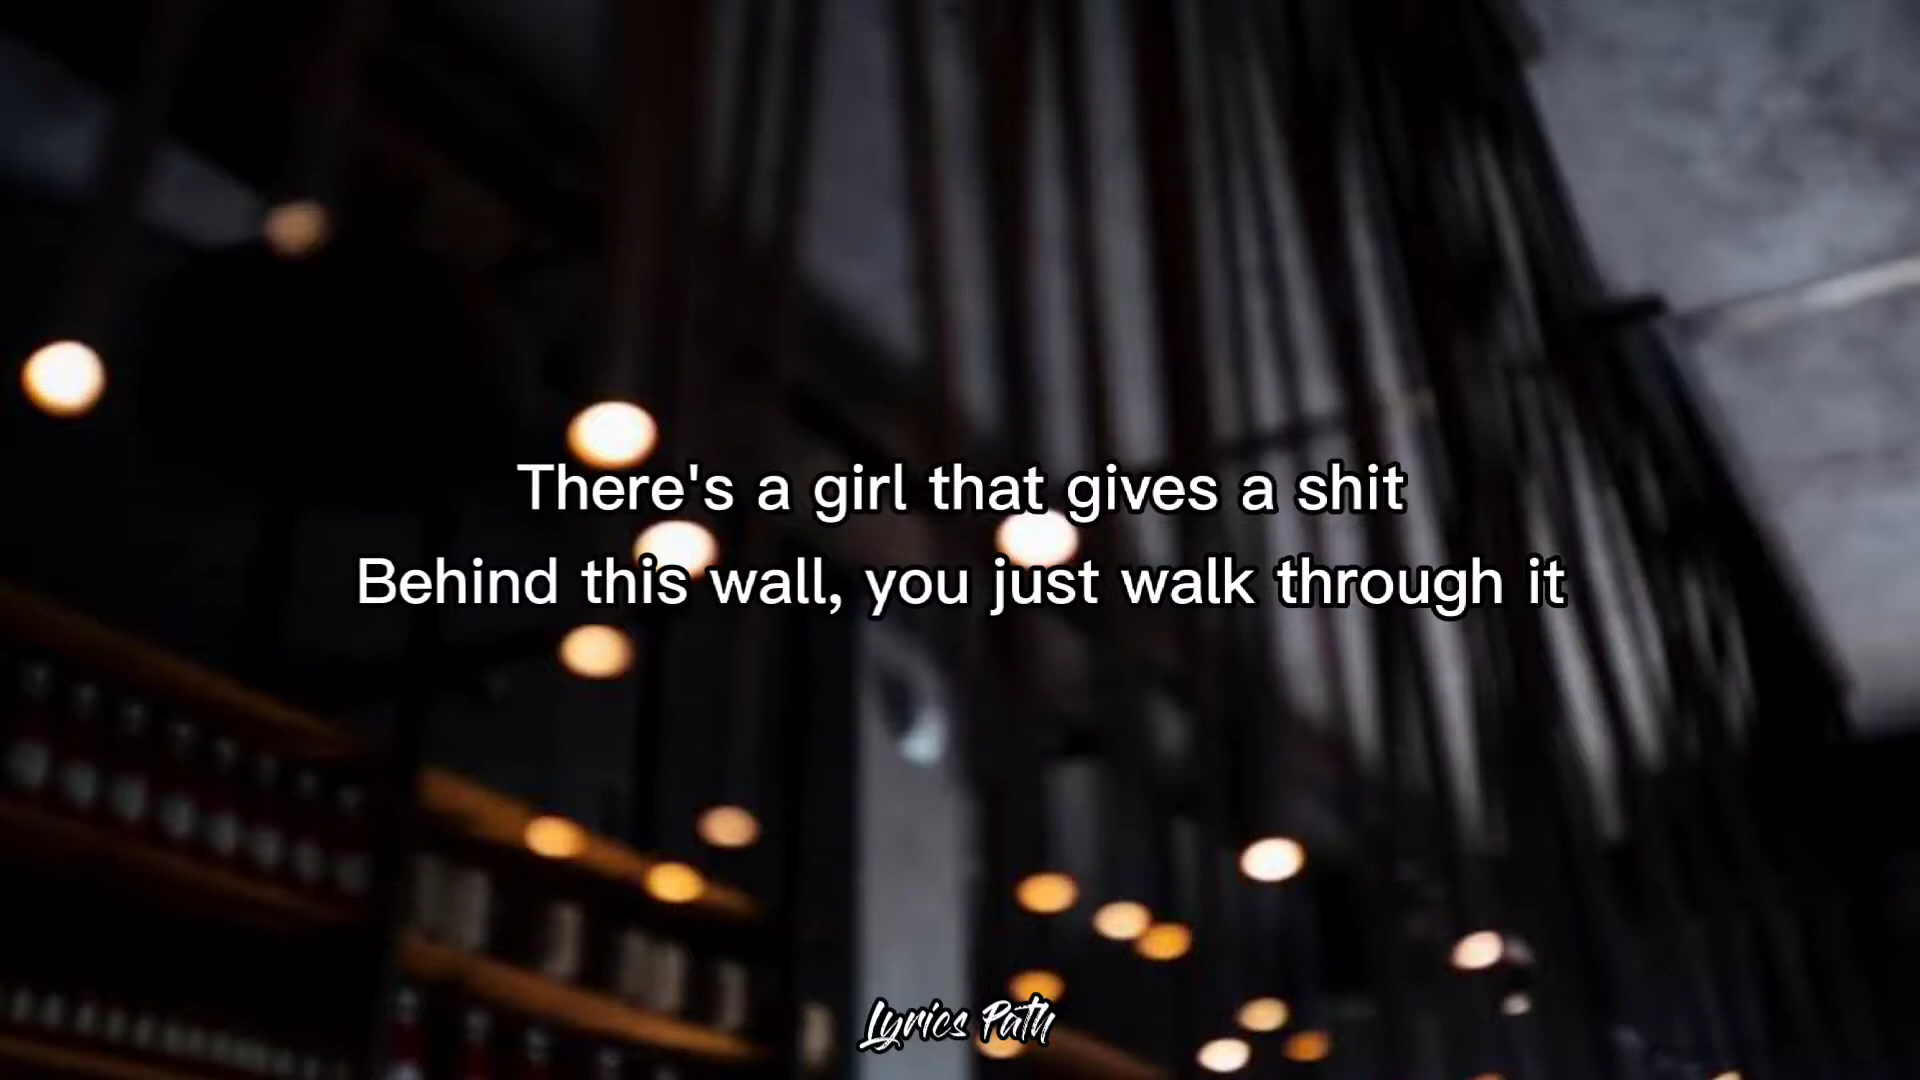 There's a girl that gives a shit
Behind this wall, you just walk through it
Lyrics Path